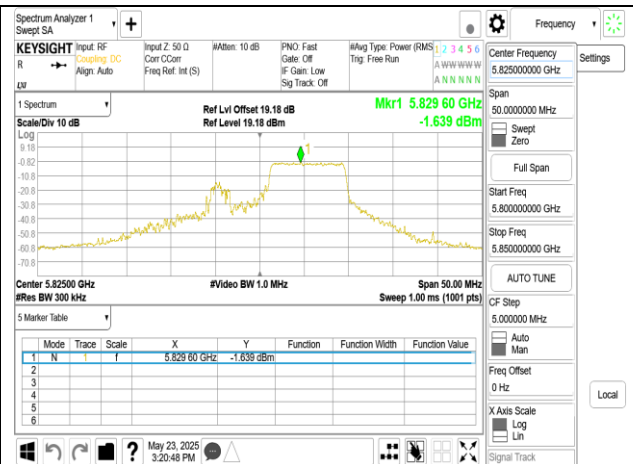 Spectrum Analyzer 1
Swept SA
Frequency
KEYSIGHT
R
Input: RF
Coupling: DC
Align: Auto
Input Z: 50 Ω
Corr CCorr
Freq Ref: Int (S)
#Atten: 10 dB
PNO: Fast
Gate: Off
IF Gain: Low
Sig Track: Off
#Avg Type: Power (RMS
Trig: Free Run
1 2 3 4 5 6
A W W W W W
A N N N N N
Center Frequency
5.825000000 GHz
Settings
Span
50.0000000 MHz
Swept
Zero
Full Span
Start Freq
5.800000000 GHz
Stop Freq
5.850000000 GHz
AUTO TUNE
CF Step
5.000000 MHz
Auto
Man
Freq Offset
0 Hz
X Axis Scale
Log
Lin
Signal Track
Local
1 Spectrum
Scale/Div 10 dB
Ref Lvl Offset 19.18 dB
Ref Level 19.18 dBm
Mkr1 5.829 60 GHz
-1.639 dBm
Log
9.18
-0.82
-10.8
-20.8
-30.8
-40.8
-50.8
-60.8
-70.8
1
Center 5.82500 GHz
#Video BW 1.0 MHz
Span 50.00 MHz
#Res BW 300 kHz
Sweep 1.00 ms (1001 pts)
5 Marker Table
Mode Trace Scale X Y Function Function Width Function Value
1 N 1 f 5.829 60 GHz -1.639 dBm
2
3
4
5
6
May 23, 2025
3:20:48 PM